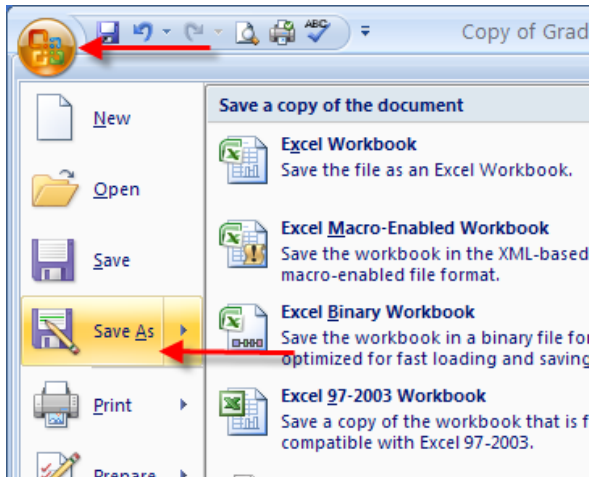 ABC
Copy of Grad
New
Open
Save
Save As
Print
Prepare
Save a copy of the document
Excel Workbook
Save the file as an Excel Workbook.
Excel Macro-Enabled Workbook
Save the workbook in the XML-based
macro-enabled file format.
Excel Binary Workbook
Save the workbook in a binary file for
optimized for fast loading and saving
Excel 97-2003 Workbook
Save a copy of the workbook that is f
compatible with Excel 97-2003.